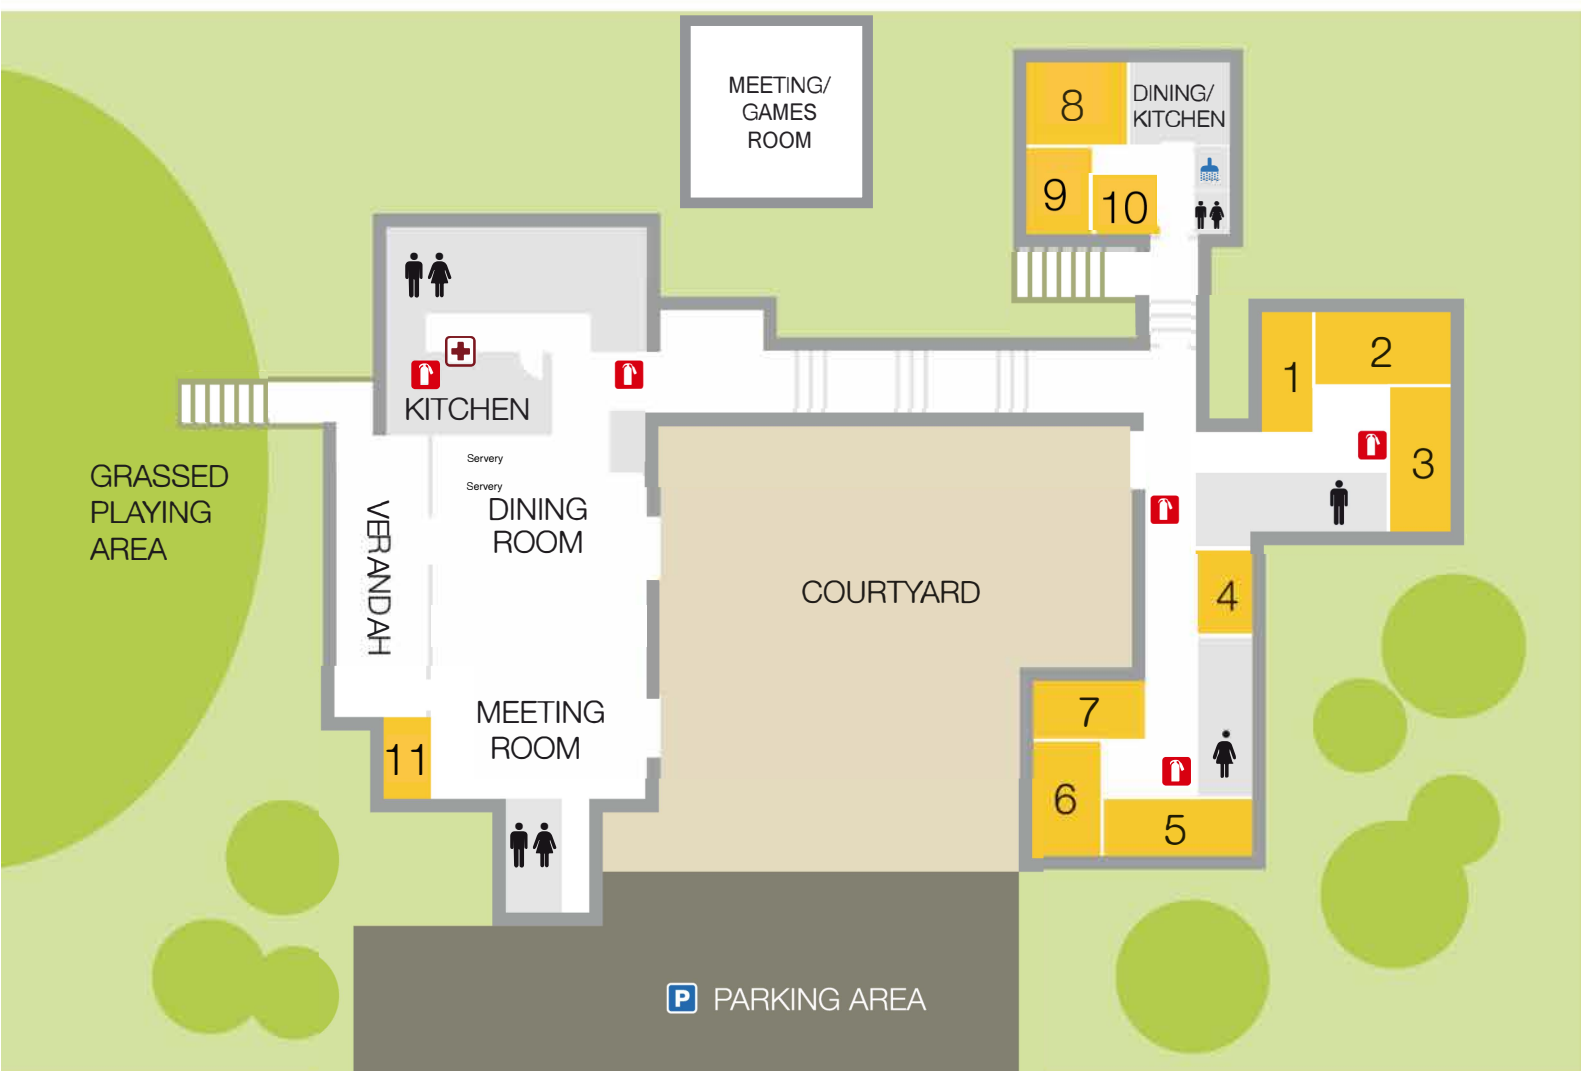 MEETING/
GAMES
ROOM
8
DINING/
KITCHEN
9
10
1
2
3
KITCHEN
Servery
Servery
DINING
ROOM
GRASSED
PLAYING
AREA
VERANDAH
COURTYARD
4
MEETING
ROOM
7
11
6
5
P PARKING AREA